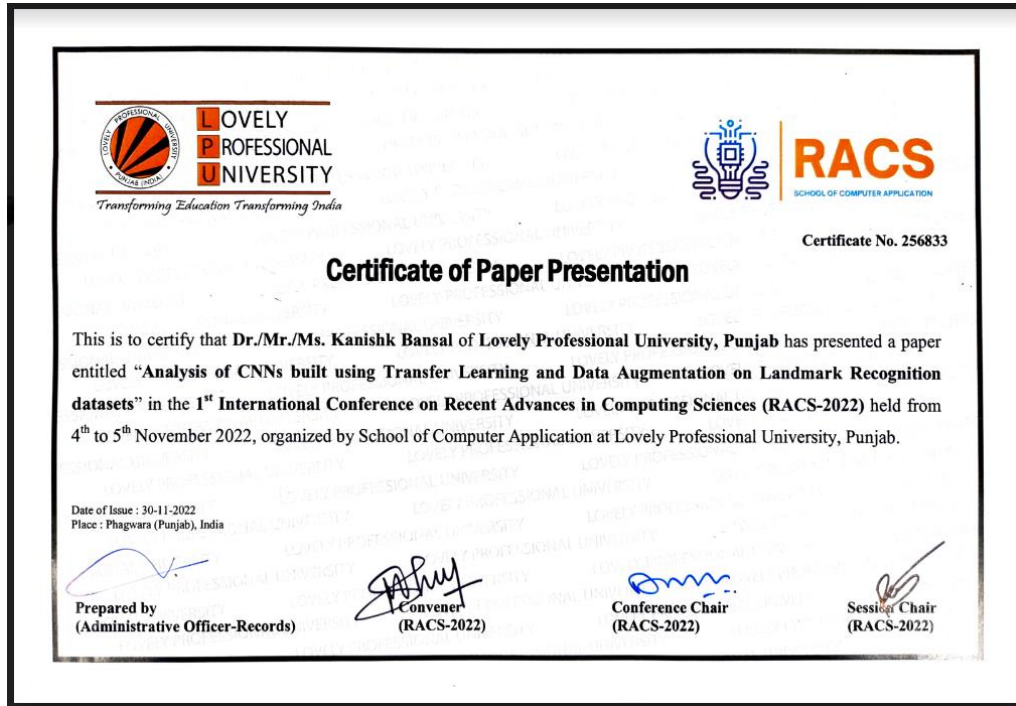 PROFESSIONAL UNIVERSITY
LOVELY
PUNJAB (INDIA)
LOVELY
PROFESSIONAL
UNIVERSITY
Transforming Education Transforming India
RACS
SCHOOL OF COMPUTER APPLICATION
Certificate No. 256833
Certificate of Paper Presentation
This is to certify that Dr./Mr./Ms. Kanishk Bansal of Lovely Professional University, Punjab has presented a paper
entitled “Analysis of CNNs built using Transfer Learning and Data Augmentation on Landmark Recognition
datasets” in the 1st International Conference on Recent Advances in Computing Sciences (RACS-2022) held from
4th to 5th November 2022, organized by School of Computer Application at Lovely Professional University, Punjab.
Date of Issue : 30-11-2022
Place : Phagwara (Punjab), India
Prepared by
(Administrative Officer-Records)
Convener
(RACS-2022)
Conference Chair
(RACS-2022)
Session Chair
(RACS-2022)